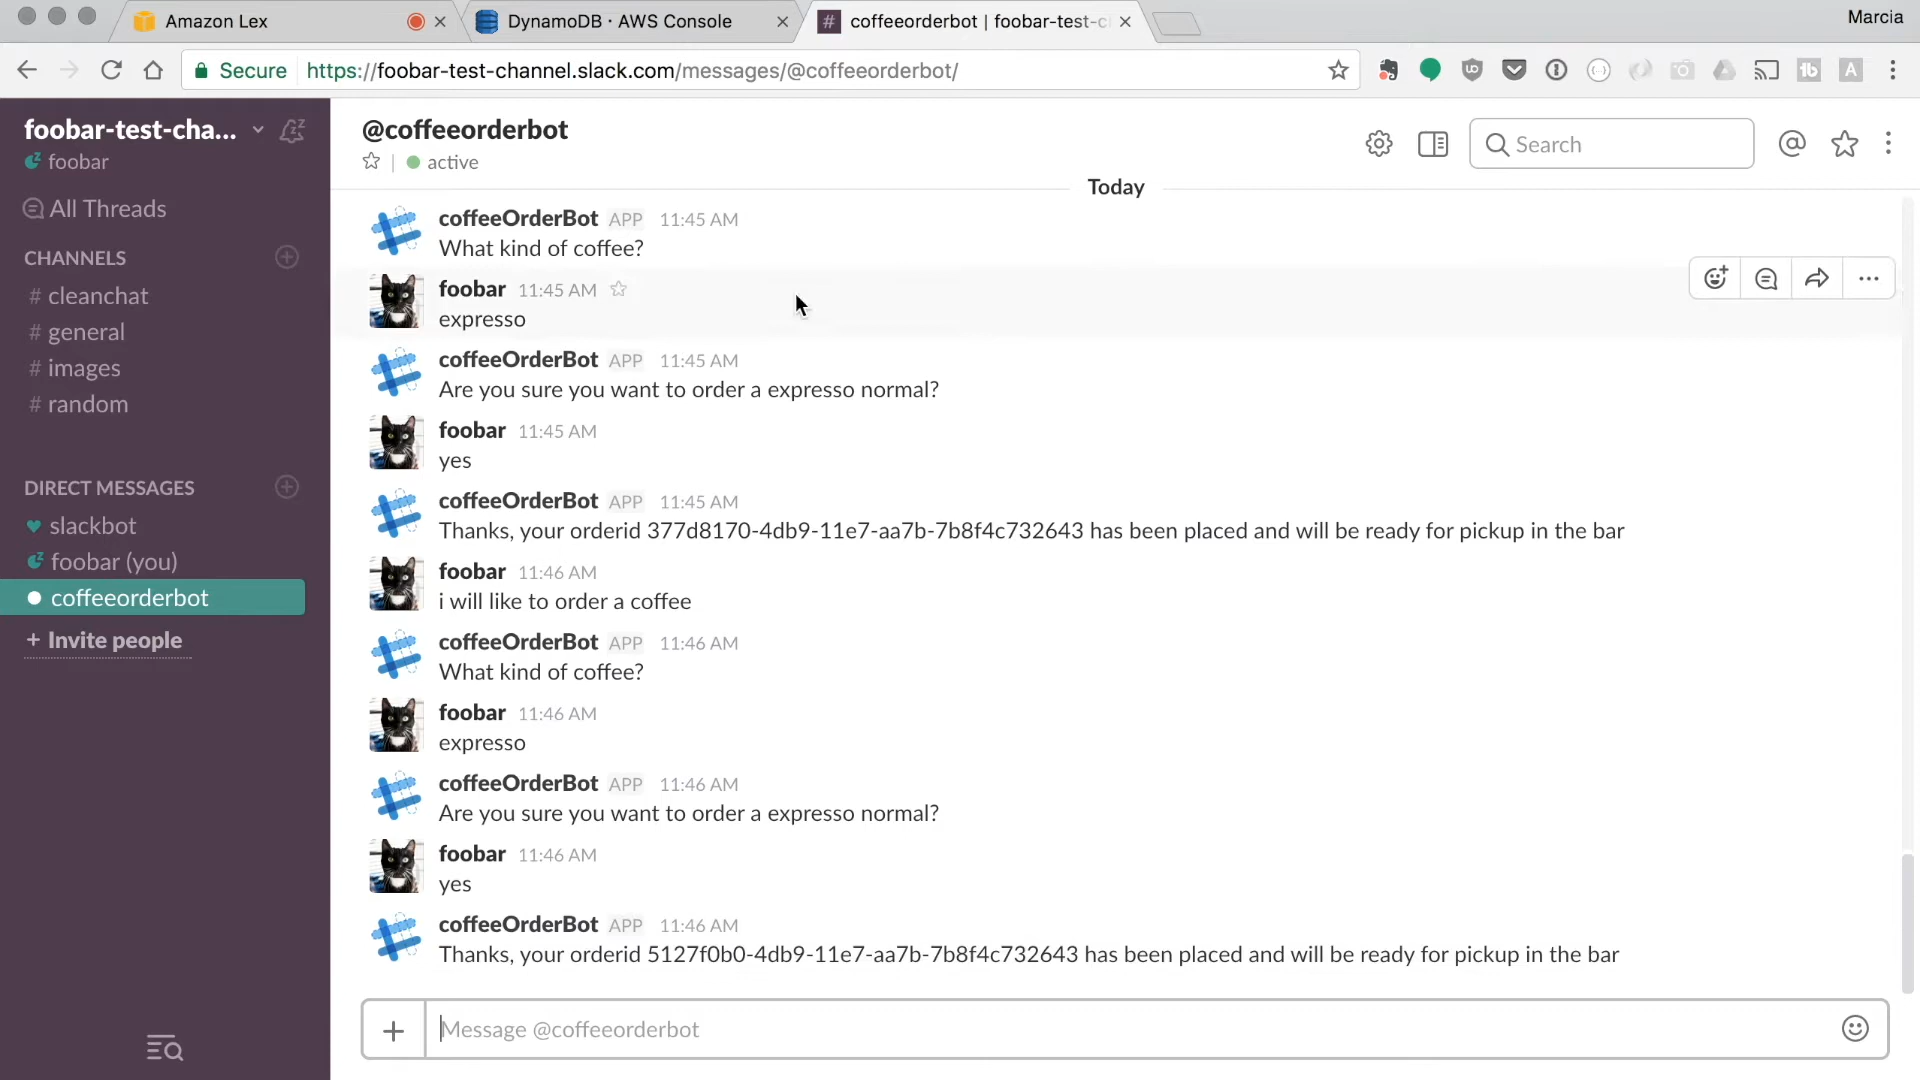 Amazon Lex
DynamoDB · AWS Console
coffeeorderbot | foobar-test-c
Marcia
Secure
https://foobar-test-channel.slack.com/messages/@coffeeorderbot/
foobar-test-cha...
foobar
All Threads
CHANNELS
# cleanchat
# general
# images
# random
DIRECT MESSAGES
slackbot
foobar (you)
coffeeorderbot
+ Invite people
@coffeeorderbot
active
Search
Today
coffeeOrderBot APP 11:45 AM
What kind of coffee?
foobar 11:45 AM
expresso
coffeeOrderBot APP 11:45 AM
Are you sure you want to order a expresso normal?
foobar 11:45 AM
yes
coffeeOrderBot APP 11:45 AM
Thanks, your orderid 377d8170-4db9-11e7-aa7b-7b8f4c732643 has been placed and will be ready for pickup in the bar
foobar 11:46 AM
i will like to order a coffee
coffeeOrderBot APP 11:46 AM
What kind of coffee?
foobar 11:46 AM
expresso
coffeeOrderBot APP 11:46 AM
Are you sure you want to order a expresso normal?
foobar 11:46 AM
yes
coffeeOrderBot APP 11:46 AM
Thanks, your orderid 5127f0b0-4db9-11e7-aa7b-7b8f4c732643 has been placed and will be ready for pickup in the bar
Message @coffeeorderbot